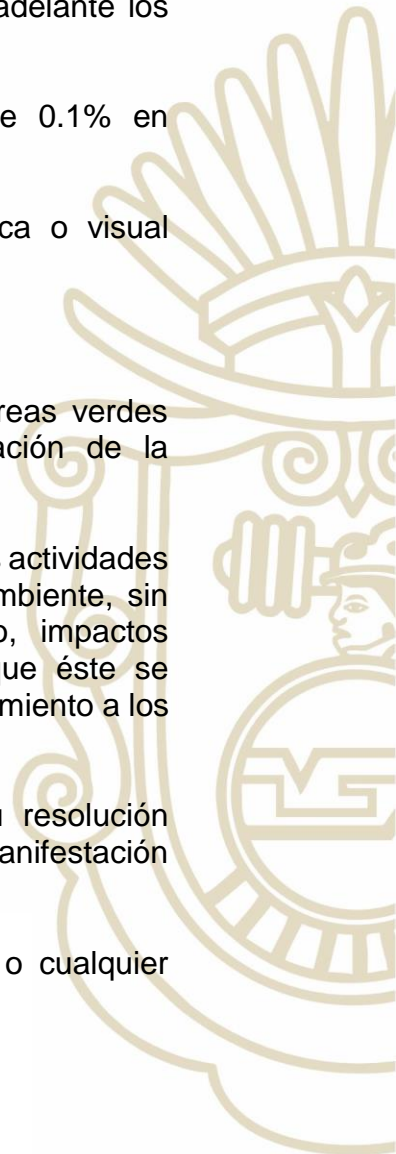 adelante los
e 0.1% en
ca o visual
reas verdes
ación de la
actividades
mbiente, sin
o, impactos
que éste se
miento a los
resolución
anifestación
o cualquier